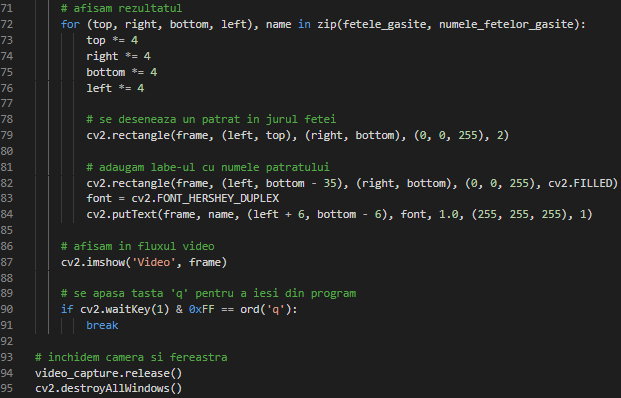 71 # afisam rezultatul
72 for (top, right, bottom, left), name in zip(fetele_gasite, numele_fetelor_gasite):
73 top *= 4
74 right *= 4
75 bottom *= 4
76 left *= 4
77
78 # se deseneaza un patrat in jurul fetei
79 cv2.rectangle(frame, (left, top), (right, bottom), (0, 0, 255), 2)
80
81 # adaugam labe-ul cu numele patratului
82 cv2.rectangle(frame, (left, bottom - 35), (right, bottom), (0, 0, 255), cv2.FILLED)
83 font = cv2.FONT_HERSHEY_DUPLEX
84 cv2.putText(frame, name, (left + 6, bottom - 6), font, 1.0, (255, 255, 255), 1)
85
86 # afisam in fluxul video
87 cv2.imshow('Video', frame)
88
89 # se apasa tasta 'q' pentru a iesi din program
90 if cv2.waitKey(1) & 0xFF == ord('q'):
91 break
92
93 # inchidem camera si fereastra
94 video_capture.release()
95 cv2.destroyAllWindows()